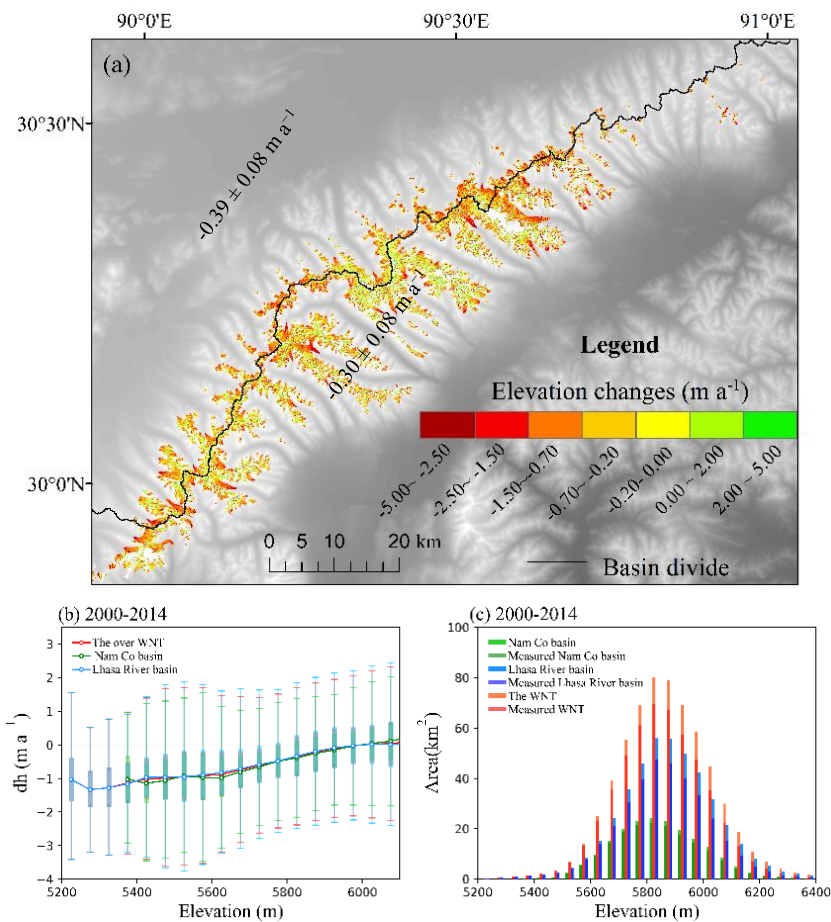 90°0'E 90°30'E 91°0'E
(a)
30°30'N
-0.39 ± 0.08 m a⁻¹
-0.30 ± 0.08 m a⁻¹
30°0'N
Legend
Elevation changes (m a⁻¹)
-5.00~ -2.50
-2.50~ -1.50
-1.50~-0.70
-0.70~ -0.20
-0.20~0.00
0.00~ 2.00
2.00~ 5.00
0 5 10 20 km
Basin divide
(b) 2000-2014
The over WNT
Nam Co basin
Lhasa River basin
dh (m a⁻¹)
3
2
1
0
−1
−2
−3
−4
5200 5400 5600 5800 6000
Elevation (m)
(c) 2000-2014
Nam Co basin
Measured Nam Co basin
Lhasa River basin
Measured Lhasa River basin
The WNT
Measured WNT
Area(km²)
100
80
60
40
20
0
5200 5400 5600 5800 6000 6200 6400
Elevation (m)